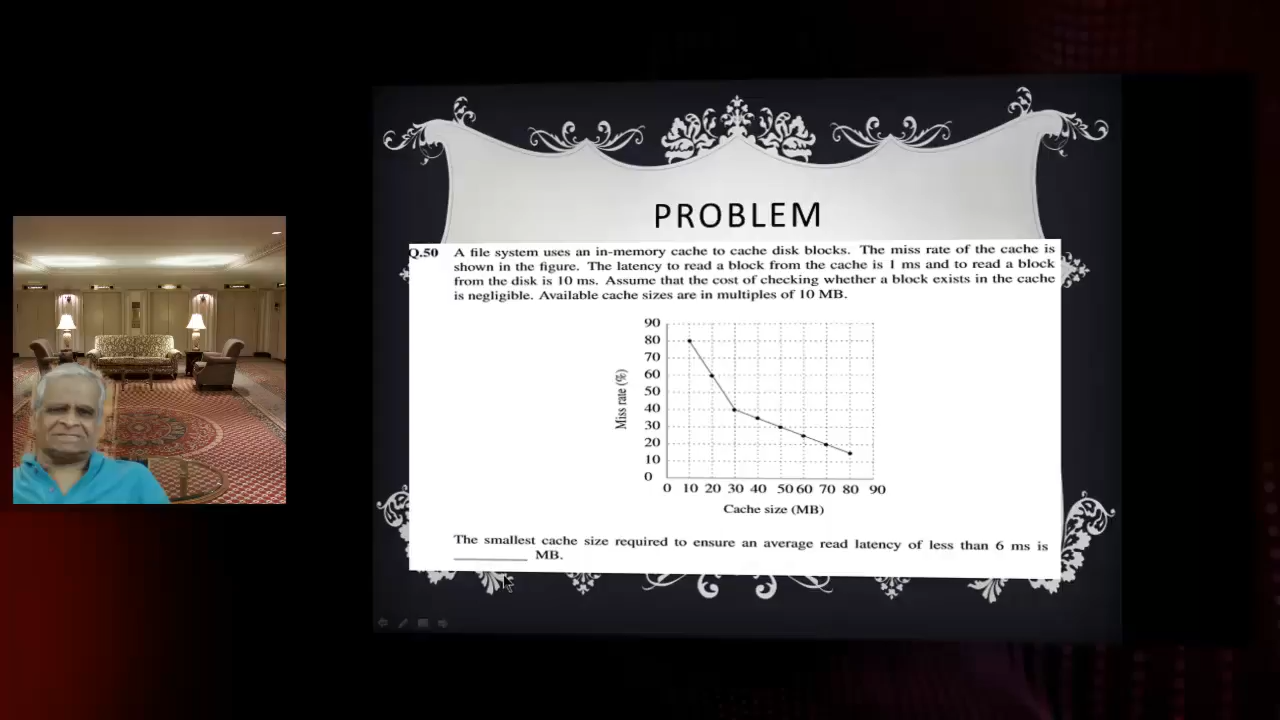 PROBLEM
Q.50 A file system uses an in-memory cache to cache disk blocks. The miss rate of the cache is
shown in the figure. The latency to read a block from the cache is 1 ms and to read a block
from the disk is 10 ms. Assume that the cost of checking whether a block exists in the cache
is negligible. Available cache sizes are in multiples of 10 MB.
90
80
70
60
50
40
30
20
10
0
Miss rate (%)
0 10 20 30 40 50 60 70 80 90
Cache size (MB)
The smallest cache size required to ensure an average read latency of less than 6 ms is
________ MB.